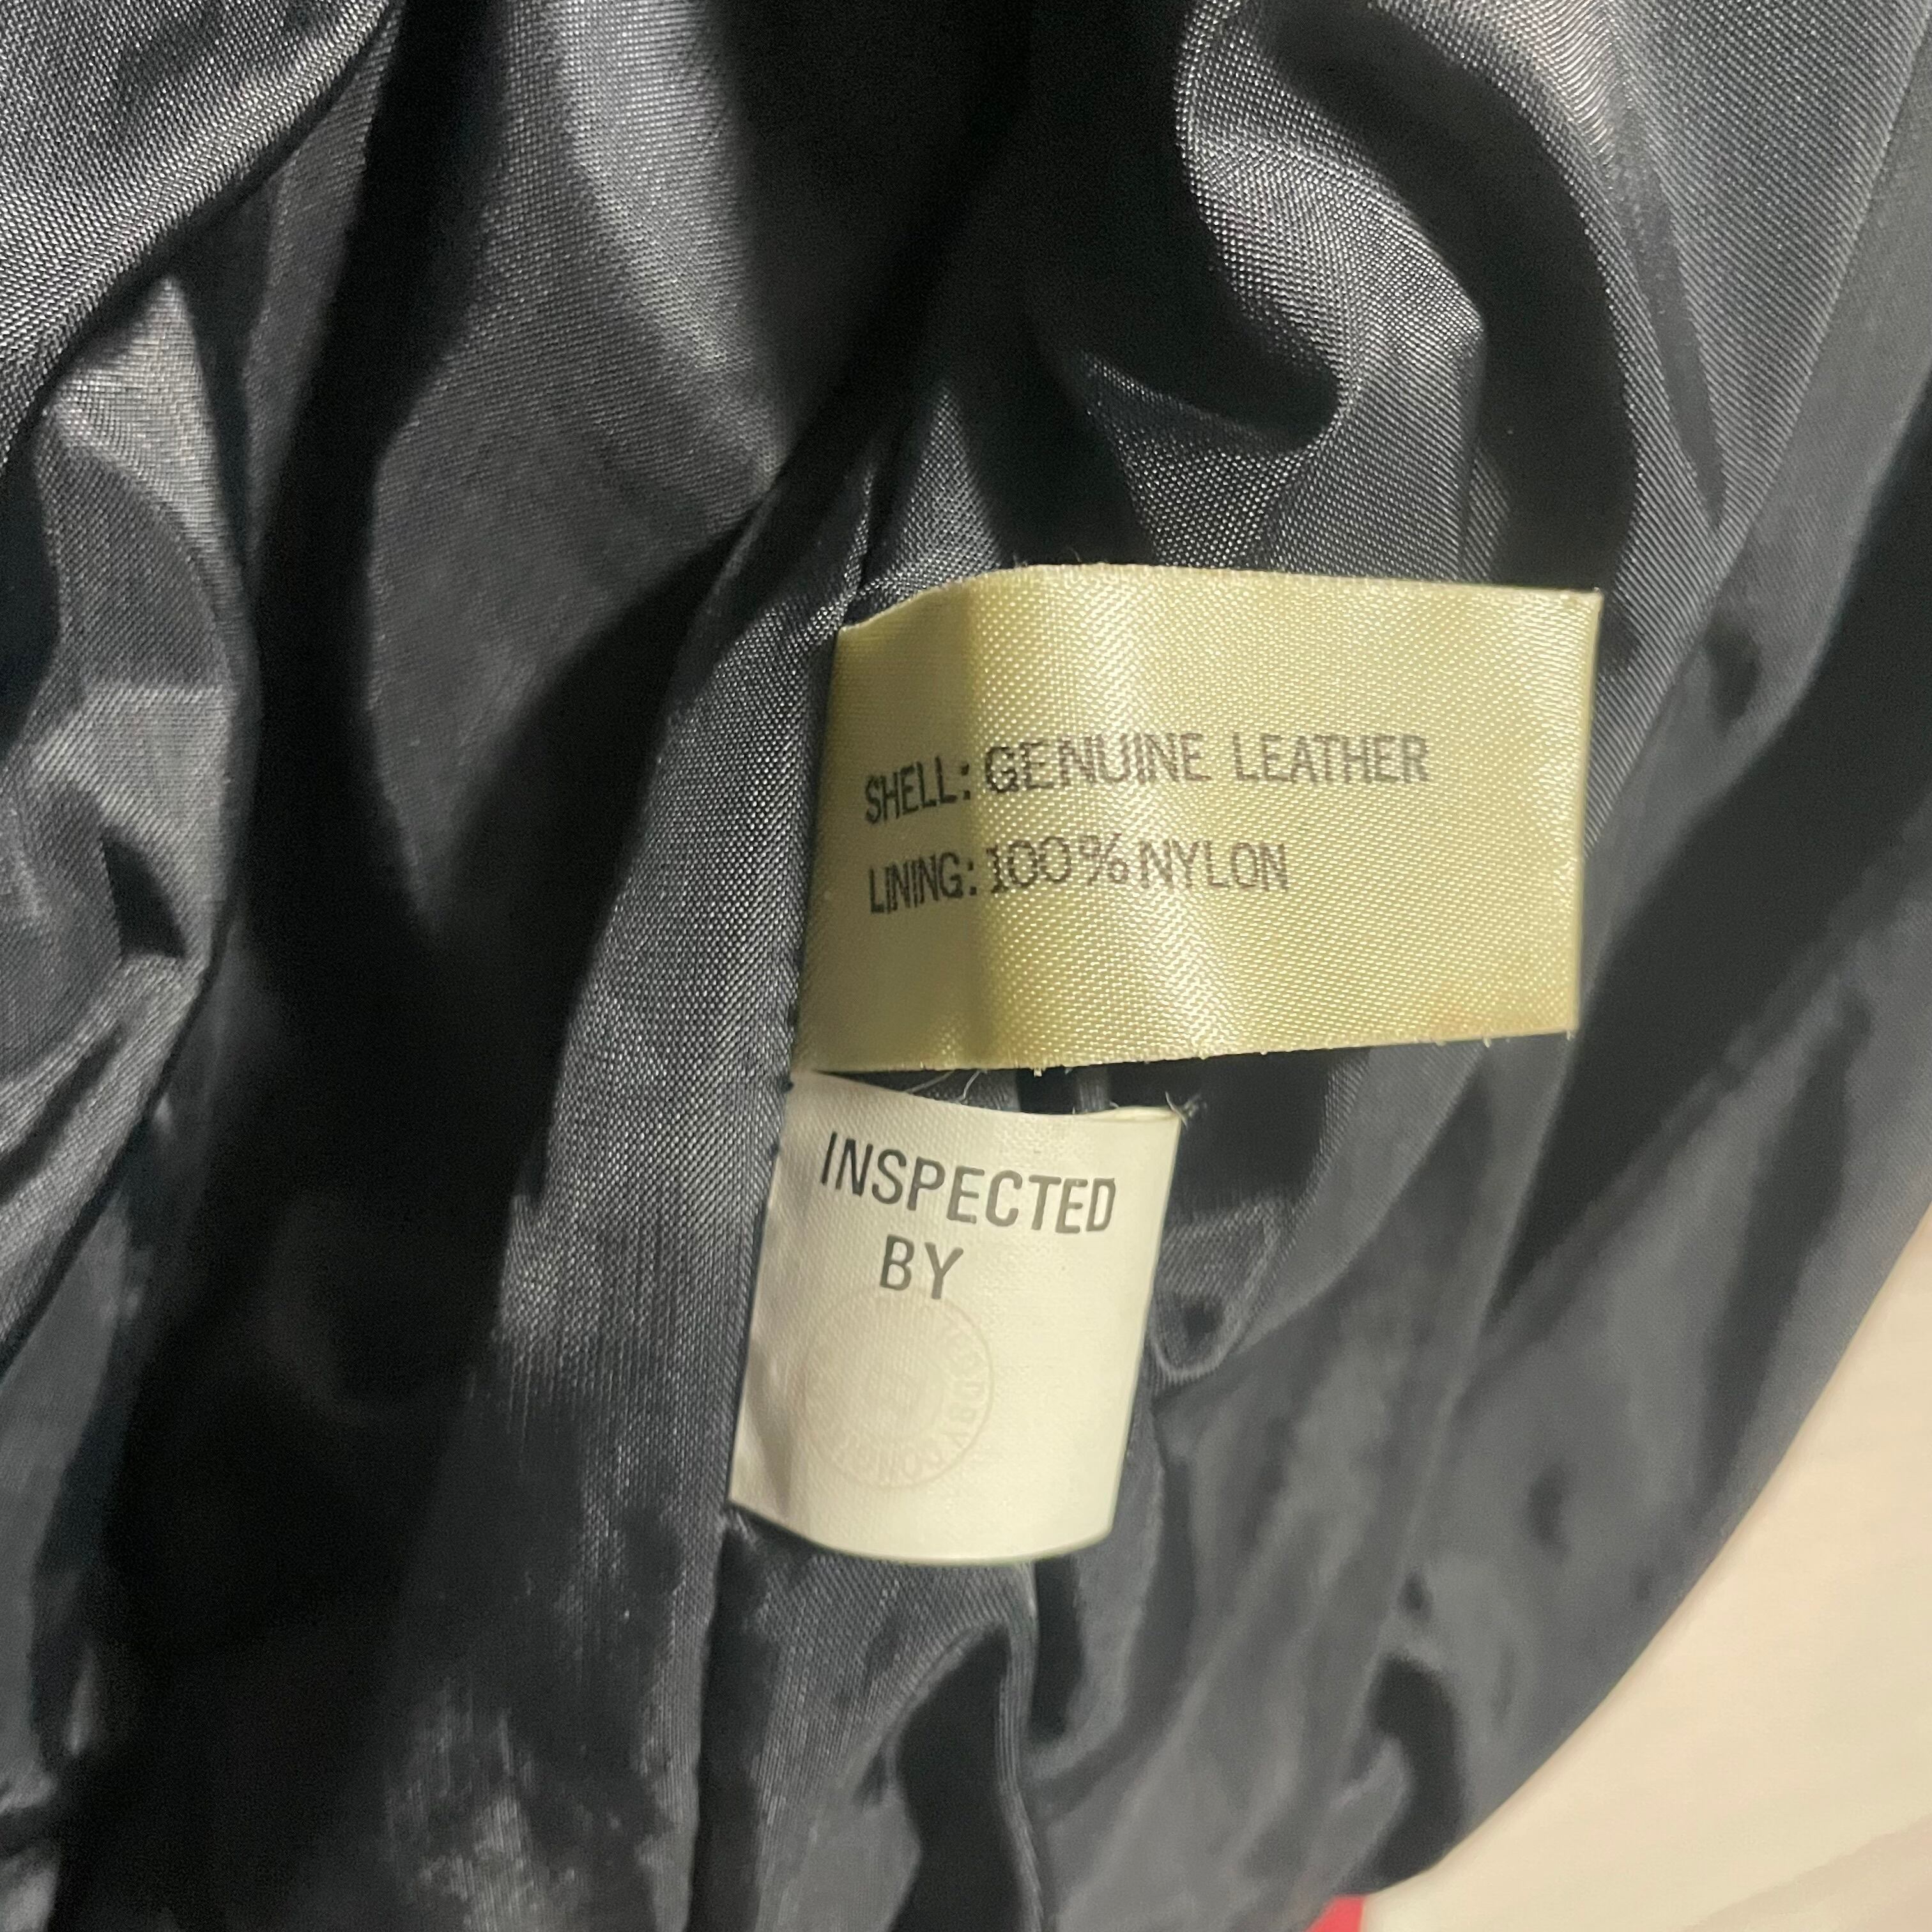 SHELL: GENUINE LEATHER
LINING: 100% NYLON
INSPECTED
BY